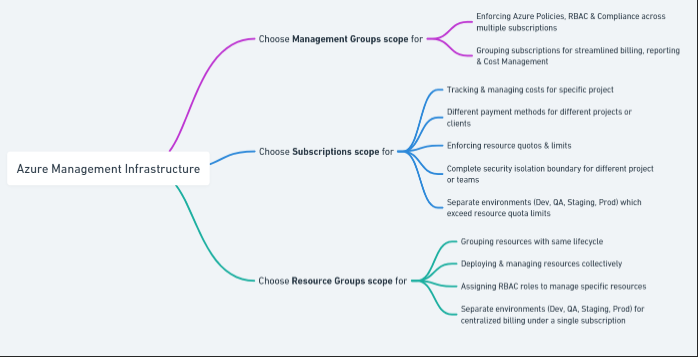 Azure Management Infrastructure
Choose Management Groups scope for
Enforcing Azure Policies, RBAC & Compliance across
multiple subscriptions
Grouping subscriptions for streamlined billing, reporting
& Cost Management
Choose Subscriptions scope for
Tracking & managing costs for specific project
Different payment methods for different projects or
clients
Enforcing resource quotos & limits
Complete security isolation boundary for different project
or teams
Separate environments (Dev, QA, Staging, Prod) which
exceed resource quota limits
Choose Resource Groups scope for
Grouping resources with same lifecycle
Deploying & managing resources collectively
Assigning RBAC roles to manage specific resources
Separate environments (Dev, QA, Staging, Prod) for
centralized billing under a single subscription